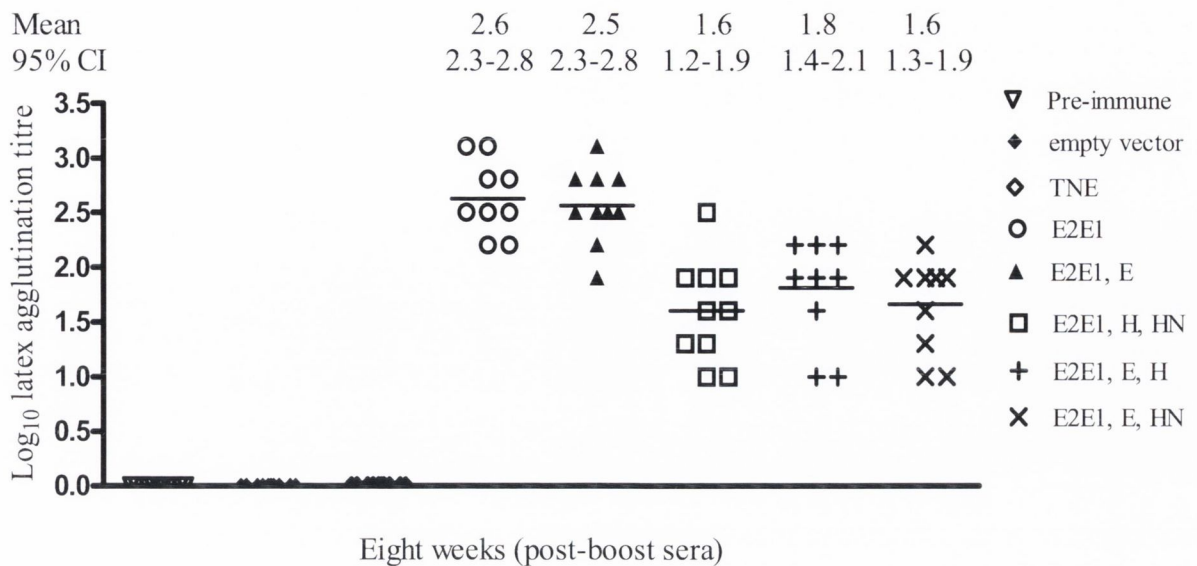 Mean 2.6 2.5 1.6 1.8 1.6
95% CI 2.3-2.8 2.3-2.8 1.2-1.9 1.4-2.1 1.3-1.9
Log10 latex agglutination titre
3.5
3.0
2.5
2.0
1.5
1.0
0.5
0.0
Pre-immune
empty vector
TNE
E2E1
E2E1, E
E2E1, H, HN
E2E1, E, H
E2E1, E, HN
Eight weeks (post-boost sera)